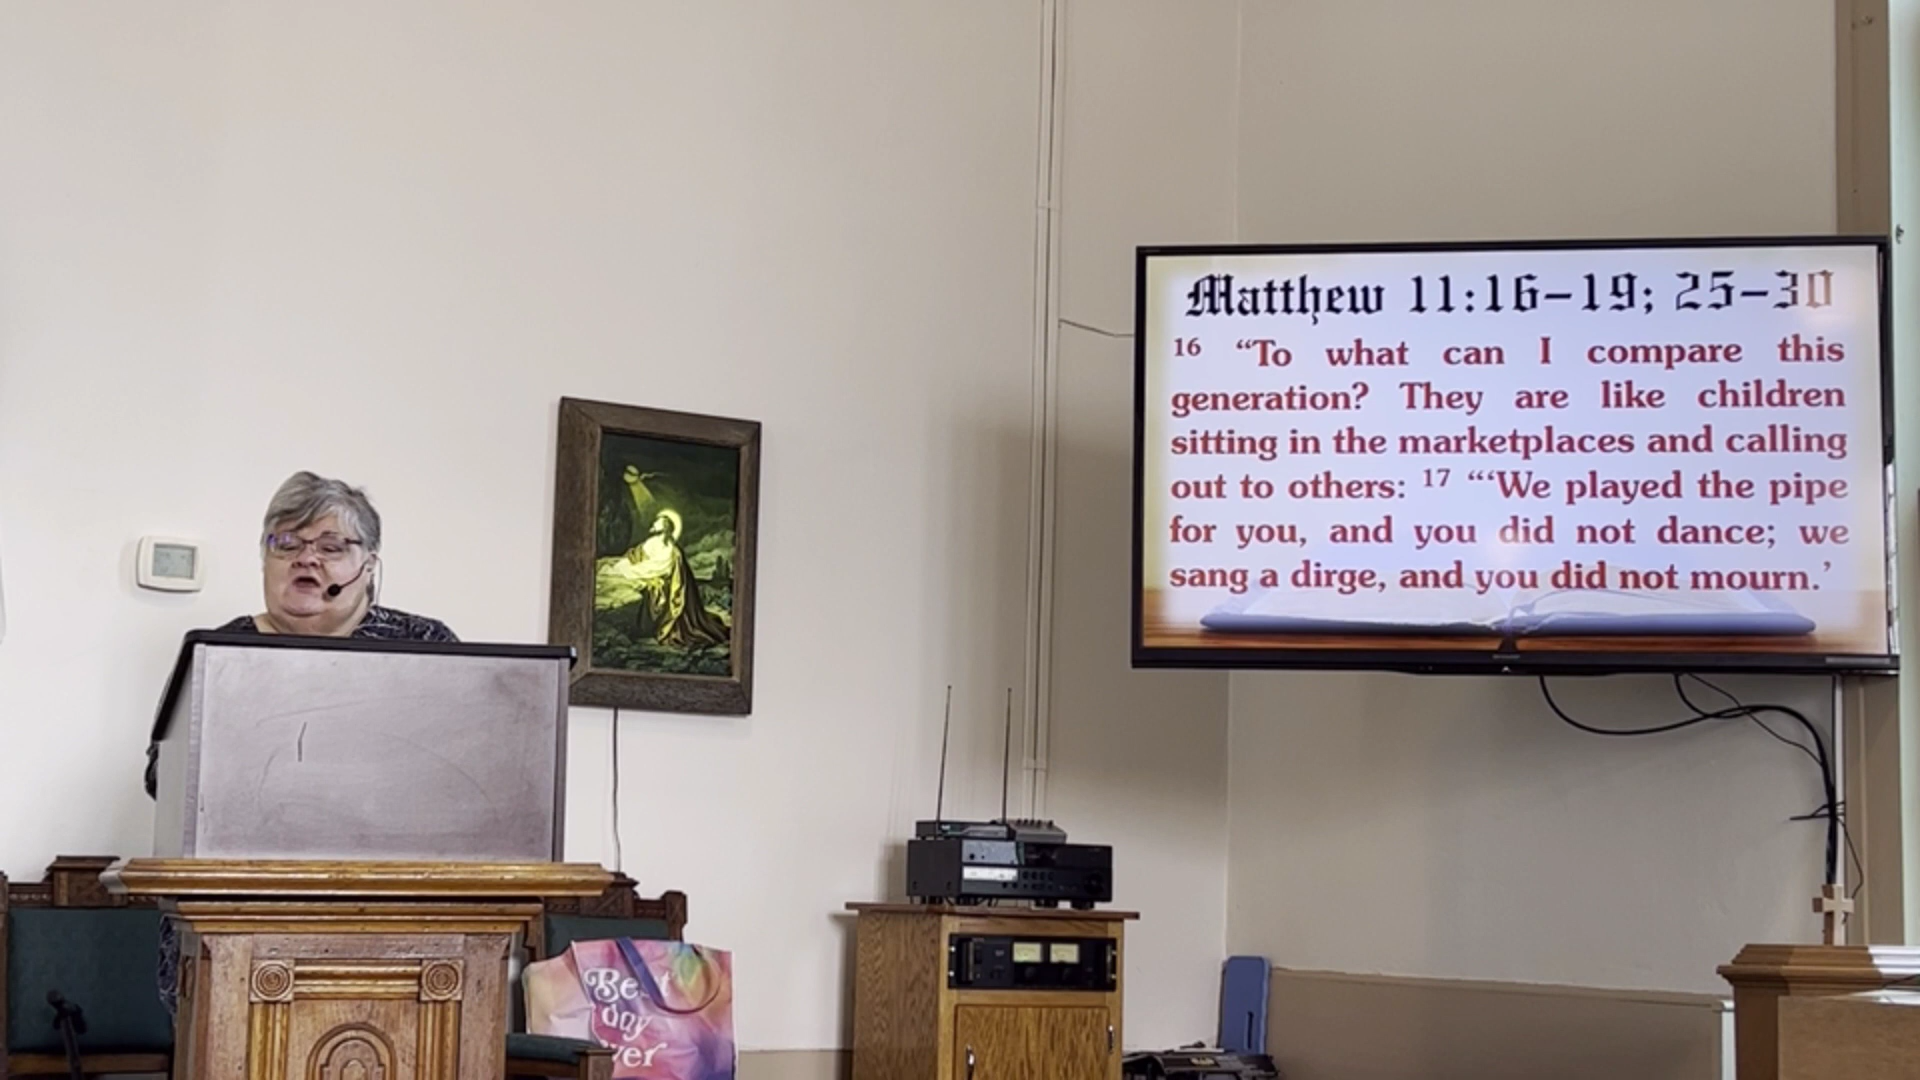 Matthew 11:16–19; 25–30
16 “To what can I compare this
generation? They are like children
sitting in the marketplaces and calling
out to others: 17 “‘We played the pipe
for you, and you did not dance; we
sang a dirge, and you did not mourn.’
Best
day
ever